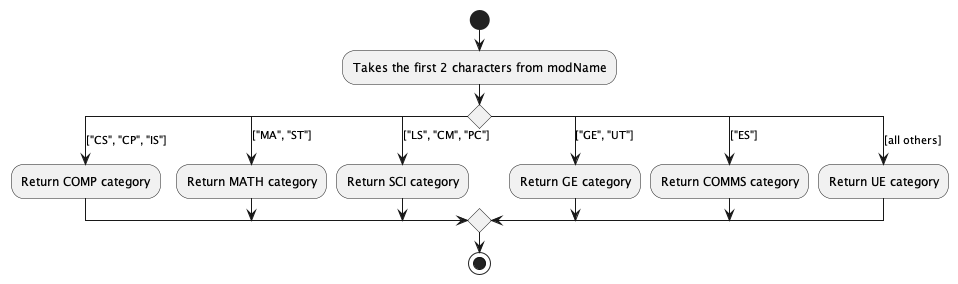 Takes the first 2 characters from modName
["CS", "CP", "IS"]
["MA", "ST"]
["LS", "CM", "PC"]
["GE", "UT"]
["ES"]
[all others]
Return COMP category
Return MATH category
Return SCI category
Return GE category
Return COMMS category
Return UE category